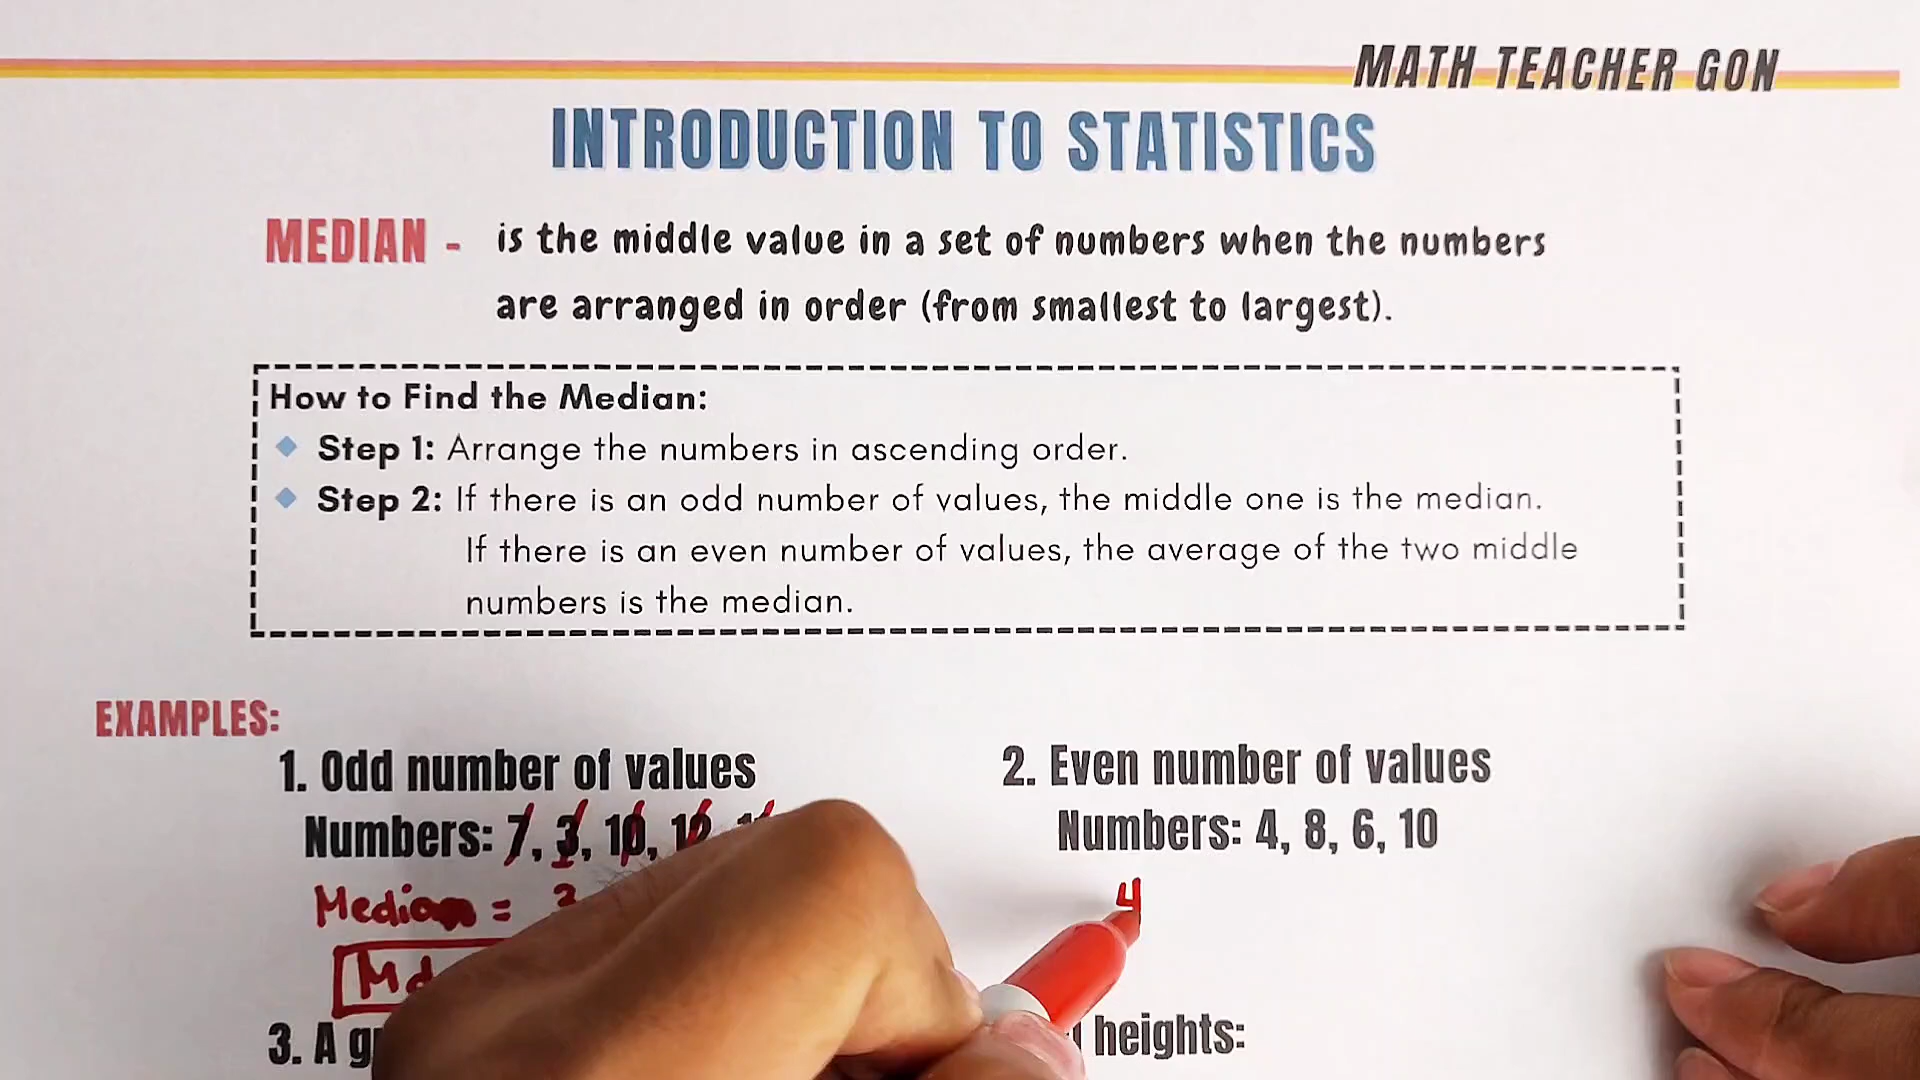 MATH TEACHER GON
INTRODUCTION TO STATISTICS
MEDIAN - is the middle value in a set of numbers when the numbers
are arranged in order (from smallest to largest).
How to Find the Median:
Step 1: Arrange the numbers in ascending order.
Step 2: If there is an odd number of values, the middle one is the median.
If there is an even number of values, the average of the two middle
numbers is the median.
EXAMPLES:
1. Odd number of values
Numbers: 7, 3, 10, 12,
Median = 3
Md
2. Even number of values
Numbers: 4, 8, 6, 10
4
3. A
heights: